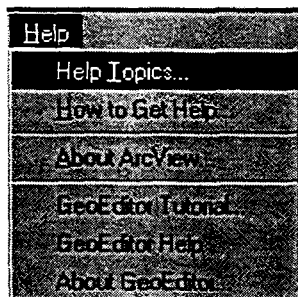 Help
Help Topics...
How to Get Help...
About ArcView...
GeoEditor Tutorial...
GeoEditor Help...
About GeoEditor...